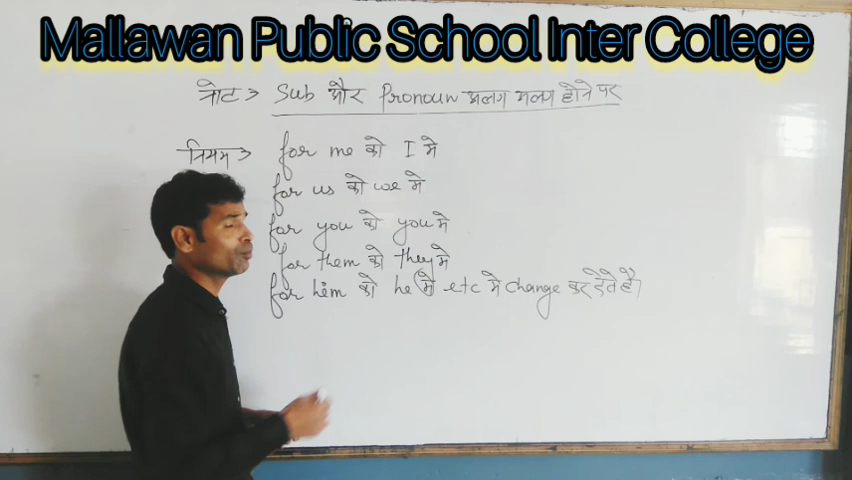 Mallawan Public School Inter College
नोट > Sub और Pronoun अलग अलग होने पर
नियम > for me को I मे
for us को we मे
for you को you मे
for them को they मे
for him को he मे etc मे change कर देते है।